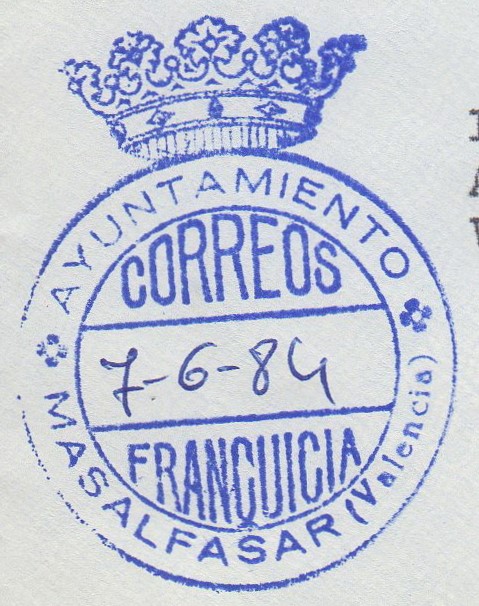 AYUNTAMIENTO
CORREOS
7-6-84
FRANQUICIA
MASALFASAR (Valencia)